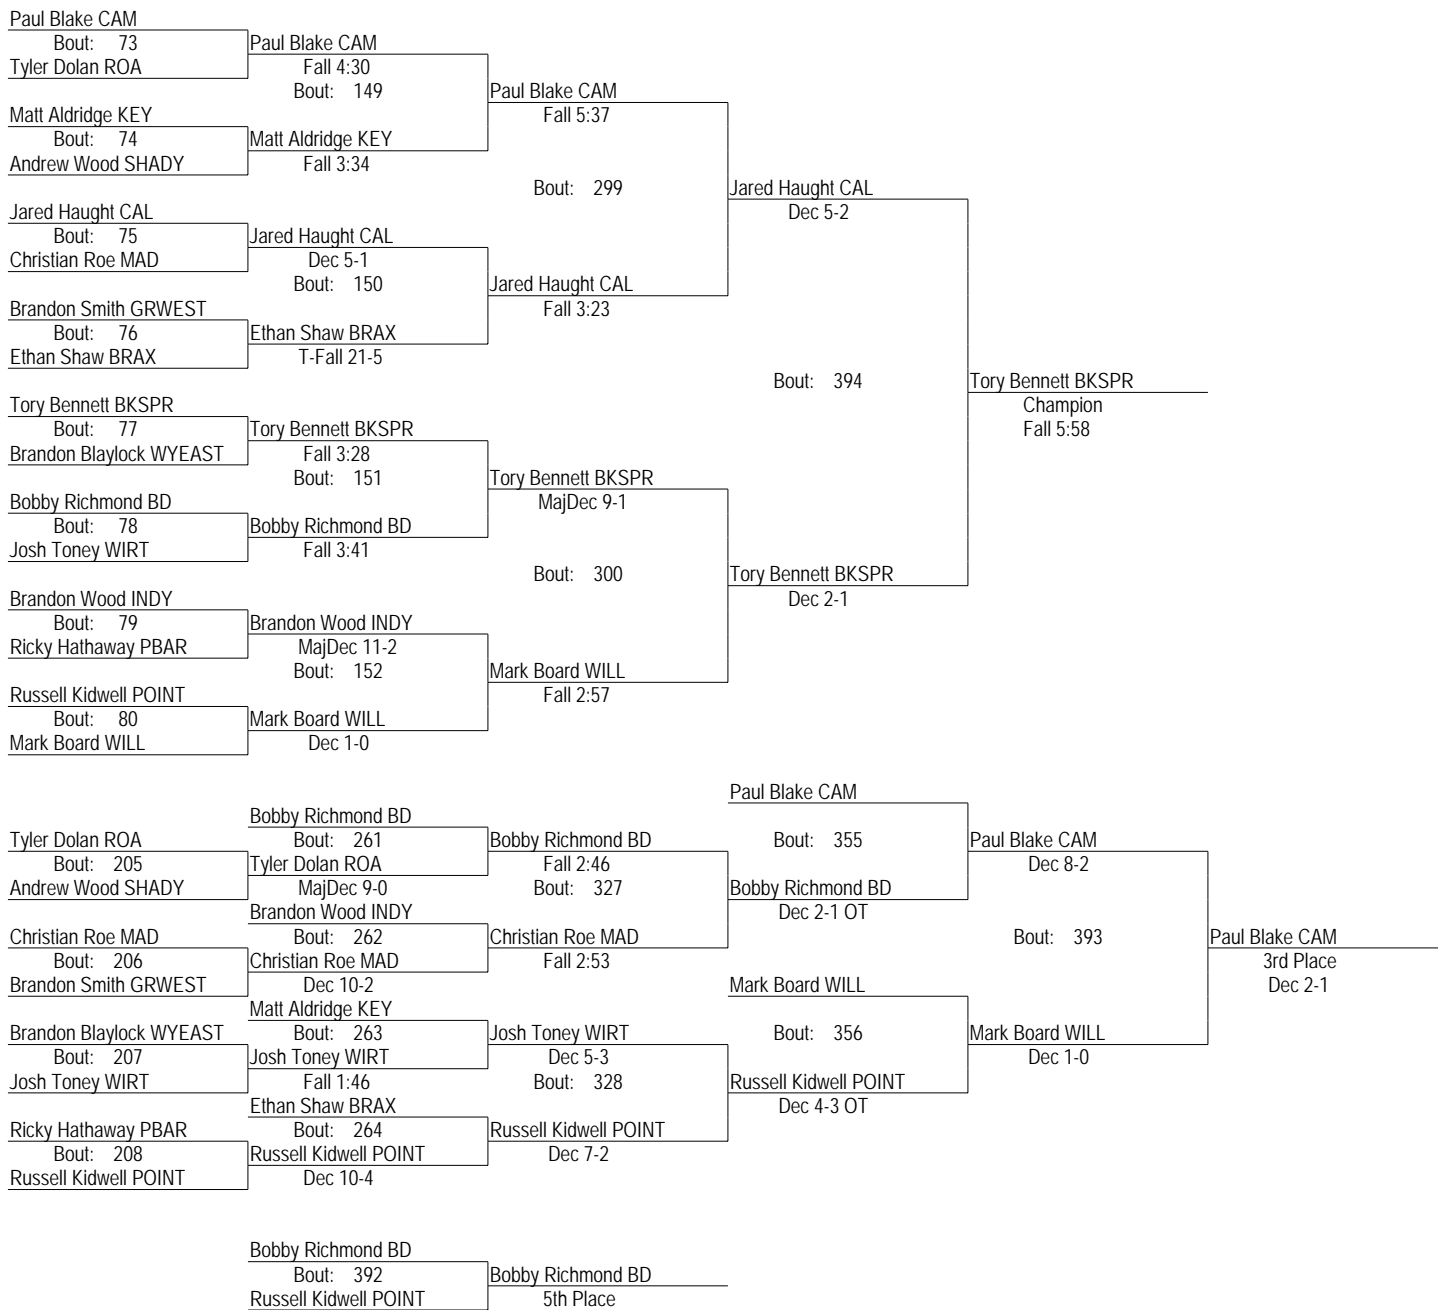 Paul Blake CAM
Bout: 73 Paul Blake CAM
Tyler Dolan ROA Fall 4:30
Bout: 149 Paul Blake CAM
Matt Aldridge KEY Fall 5:37
Bout: 74 Matt Aldridge KEY
Andrew Wood SHADY Fall 3:34
Bout: 299 Jared Haught CAL
Jared Haught CAL Dec 5-2
Bout: 75 Jared Haught CAL
Christian Roe MAD Dec 5-1
Bout: 150 Jared Haught CAL
Brandon Smith GRWEST Fall 3:23
Bout: 76 Ethan Shaw BRAX
Ethan Shaw BRAX T-Fall 21-5
Bout: 394 Tory Bennett BKSPR
Tory Bennett BKSPR Champion
Bout: 77 Tory Bennett BKSPR Fall 5:58
Brandon Blaylock WYEAST Fall 3:28
Bout: 151 Tory Bennett BKSPR
Bobby Richmond BD MajDec 9-1
Bout: 78 Bobby Richmond BD
Josh Toney WIRT Fall 3:41
Bout: 300 Tory Bennett BKSPR
Brandon Wood INDY Dec 2-1
Bout: 79 Brandon Wood INDY
Ricky Hathaway PBAR MajDec 11-2
Bout: 152 Mark Board WILL
Russell Kidwell POINT Fall 2:57
Bout: 80 Mark Board WILL
Mark Board WILL Dec 1-0
Paul Blake CAM
Bobby Richmond BD
Tyler Dolan ROA Bout: 261 Bobby Richmond BD Bout: 355 Paul Blake CAM
Bout: 205 Tyler Dolan ROA Fall 2:46 Dec 8-2
Andrew Wood SHADY MajDec 9-0 Bout: 327 Bobby Richmond BD
Brandon Wood INDY Dec 2-1 OT
Christian Roe MAD Bout: 262 Christian Roe MAD Bout: 393 Paul Blake CAM
Bout: 206 Christian Roe MAD Fall 2:53 3rd Place
Brandon Smith GRWEST Dec 10-2 Mark Board WILL Dec 2-1
Matt Aldridge KEY
Brandon Blaylock WYEAST Bout: 263 Josh Toney WIRT Bout: 356 Mark Board WILL
Bout: 207 Josh Toney WIRT Dec 5-3 Dec 1-0
Josh Toney WIRT Fall 1:46 Bout: 328 Russell Kidwell POINT
Ethan Shaw BRAX Dec 4-3 OT
Ricky Hathaway PBAR Bout: 264 Russell Kidwell POINT
Bout: 208 Russell Kidwell POINT Dec 7-2
Russell Kidwell POINT Dec 10-4
Bobby Richmond BD
Bout: 392 Bobby Richmond BD
Russell Kidwell POINT 5th Place